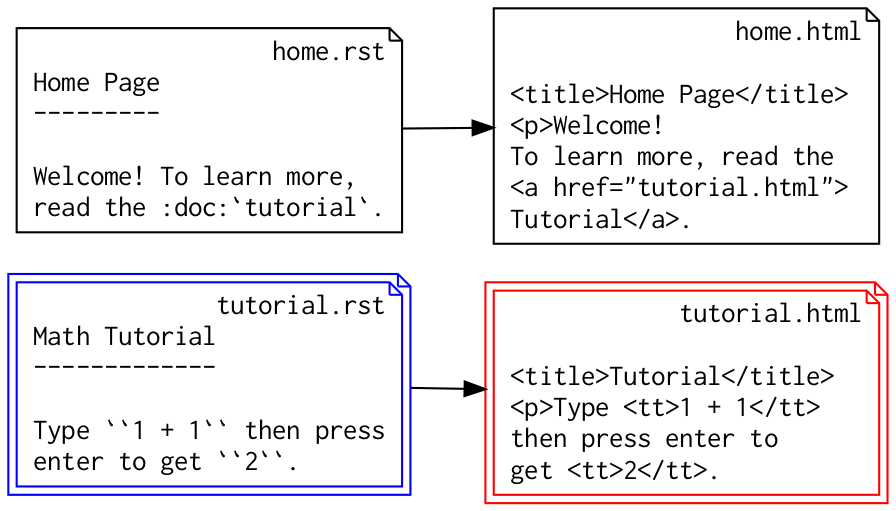 home.rst
Home Page
---------
Welcome! To learn more,
read the :doc:`tutorial`.
home.html
<title>Home Page</title>
<p>Welcome!
To learn more, read the
<a href="tutorial.html">
Tutorial</a>.
tutorial.rst
Math Tutorial
-------------
Type ``1 + 1`` then press
enter to get ``2``.
tutorial.html
<title>Tutorial</title>
<p>Type <tt>1 + 1</tt>
then press enter to
get <tt>2</tt>.